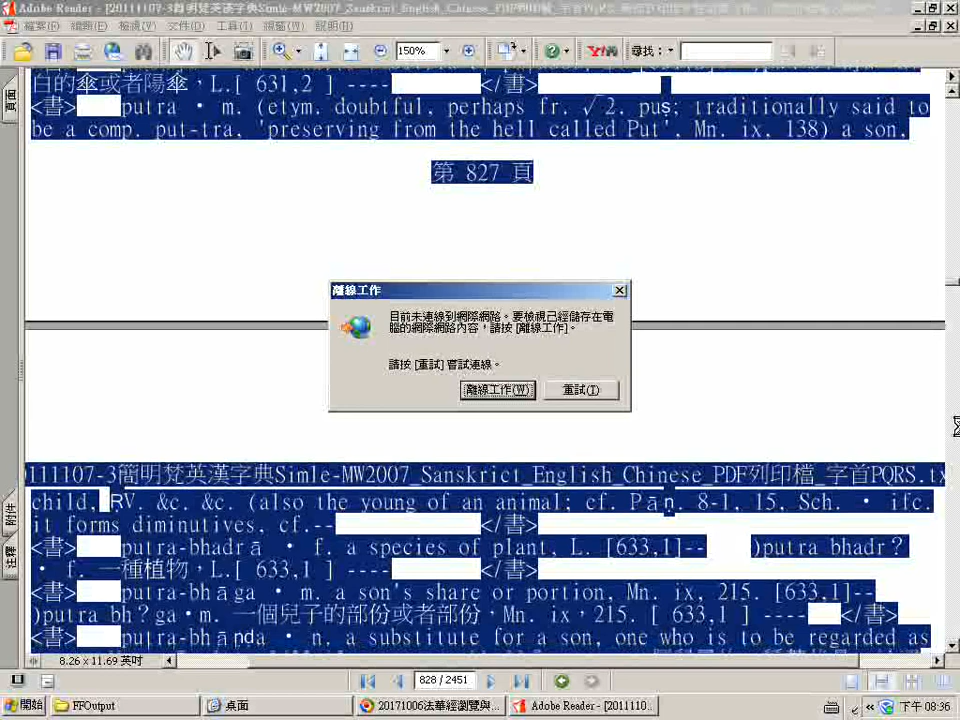 Adobe Reader - [20111107-3簡明梵英漢字典Simle-MW2007_Sanskrict_English_Chinese_PDF列印檔_字首PQRS.
檔案(F) 編輯(E) 檢視(V) 文件(D) 工具(T) 視窗(W) 說明(H)
150% 尋找:
頁面
白的傘或者陽傘,L.[ 631,2 ] ---- </書>
<書> putra • m. (etym. doubtful, perhaps fr. √2. puṣ; traditionally said to
be a comp. put-tra, 'preserving from the hell called Put', Mn. ix, 138) a son,
第 827 頁
離線工作
目前未連線到網際網路。要檢視已經儲存在電
腦的網際網路內容,請按 [離線工作]。
請按 [重試] 嘗試連線。
離線工作(W) 重試(T)
0111107-3簡明梵英漢字典Simle-MW2007_Sanskrict_English_Chinese_PDF列印檔_字首PQRS.tx
child, ṚV. &c. &c. (also the young of an animal; cf. Pāṇ. 8-1, 15, Sch. • ifc.
it forms diminutives, cf.-- </書>
<書> putra-bhadrā • f. a species of plant, L. [633,1]-- )putra bhadr?
• f. 一種植物,L.[ 633,1 ] ---- </書>
<書> putra-bhāga • m. a son's share or portion, Mn. ix, 215. [633,1]--
)putra bh?ga•m. 一個兒子的部份或者部份,Mn. ix,215. [ 633,1 ] ---- </書>
<書> putra-bhāṇḍa • n. a substitute for a son, one who is to be regarded as
附件
注釋
8.26 x 11.69 英吋
828 / 2451
開始 FFOutput 桌面 20171006法華經瀏覽與... Adobe Reader - [2011110... 下午 08:36